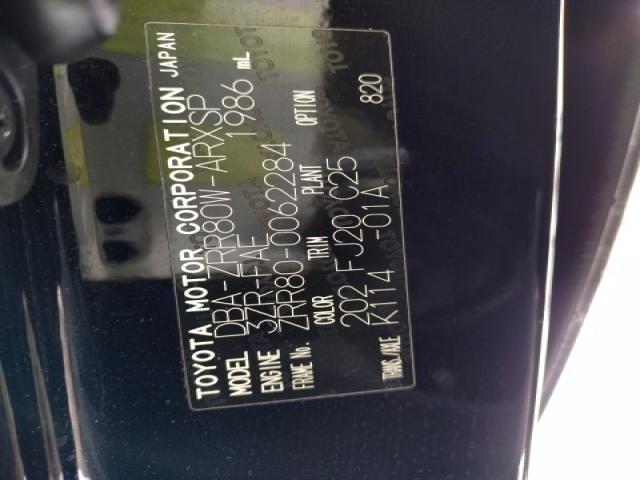 TOYOTA MOTOR CORPORATION JAPAN
MODEL DBA-ZRR80W-ARXSP
ENGINE 3ZR-FAE 1986 mL
FRAME No. ZRR80-0062284
COLOR TRIM PLANT OPTION
202 FJ20 C25 820
TRANS/AXLE K114 -01A